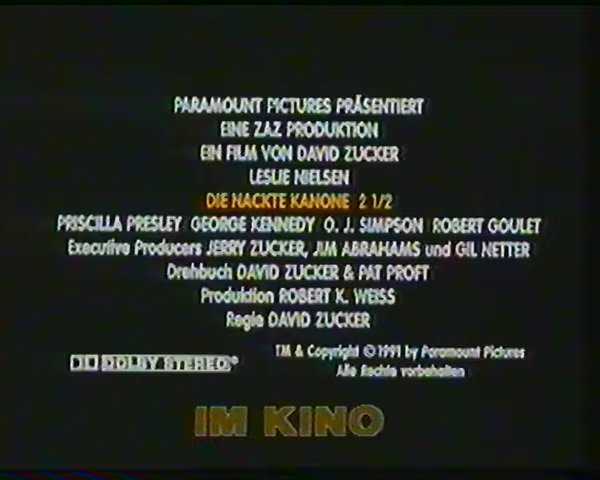 PARAMOUNT PICTURES PRÄSENTIERT
EINE ZAZ PRODUKTION
EIN FILM VON DAVID ZUCKER
LESLIE NIELSEN
DIE NACKTE KANONE 2 1/2
PRISCILLA PRESLEY GEORGE KENNEDY O. J. SIMPSON ROBERT GOULET
Executive Producers JERRY ZUCKER, JIM ABRAHAMS und GIL NETTER
Drehbuch DAVID ZUCKER & PAT PROFT
Produktion ROBERT K. WEISS
Regie DAVID ZUCKER
TM & Copyright © 1991 by Paramount Pictures
Alle Rechte vorbehalten
DOLBY STEREO®
IM KINO